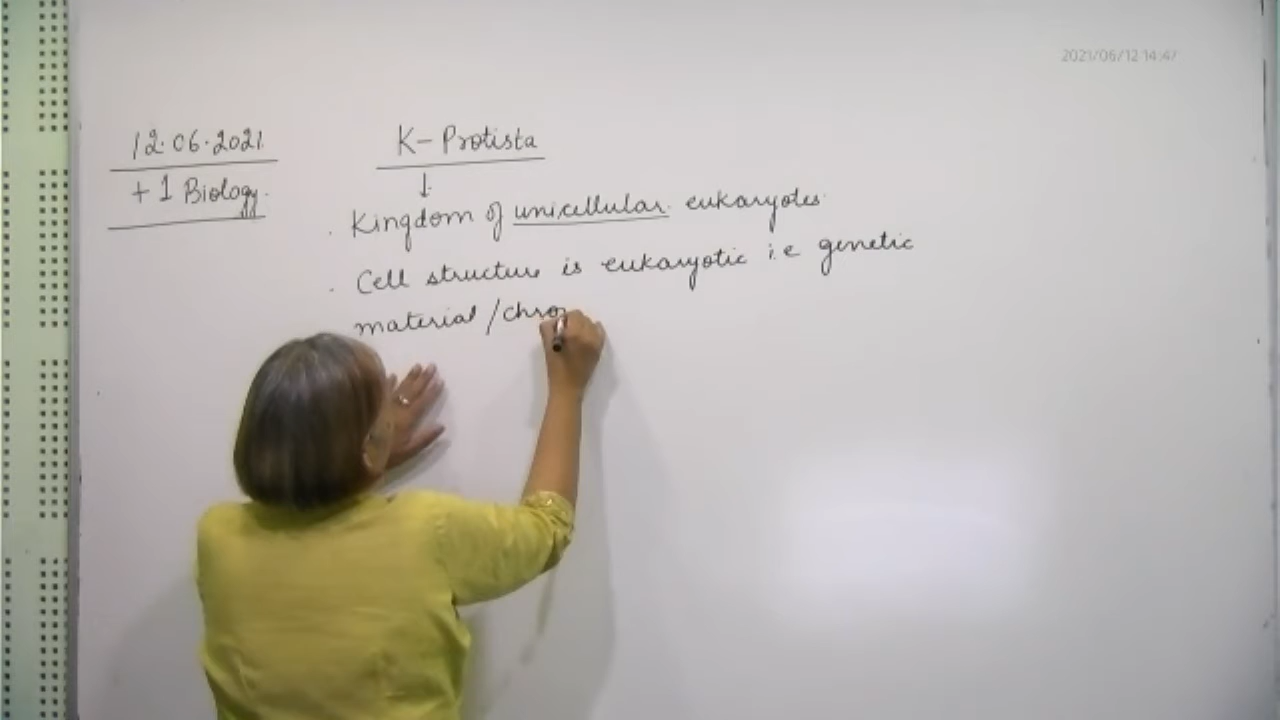 2021/06/12 14:47
12.06.2021
+1 Biology.
K- Protista
↓
. Kingdom of unicellular eukaryotes.
. Cell structure is eukaryotic i.e genetic
material /chro